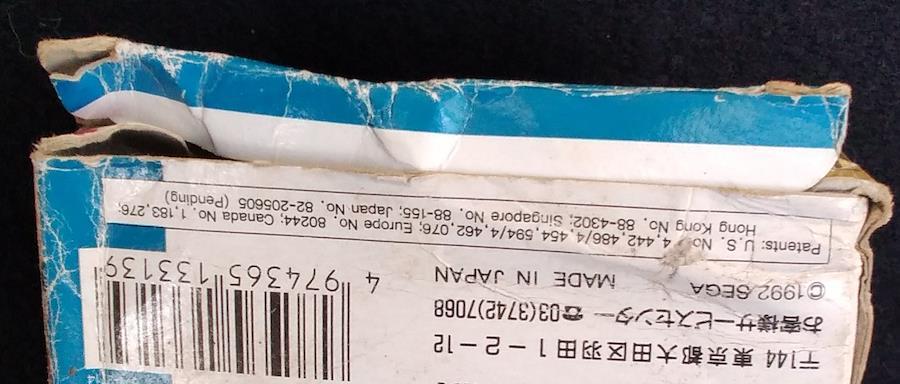 〒144 東京都大田区羽田1-2-12
お客様サービスセンター ☎03(3742)7068
©1992 SEGA MADE IN JAPAN
4 974365 133139
Patents: U.S. No. 4,442,486/4,454,594/4,462,076; Europe No. 80244; Canada No. 1,183,276;
Hong Kong No. 88-4302; Singapore No. 88-155; Japan No. 82-205605 (Pending)